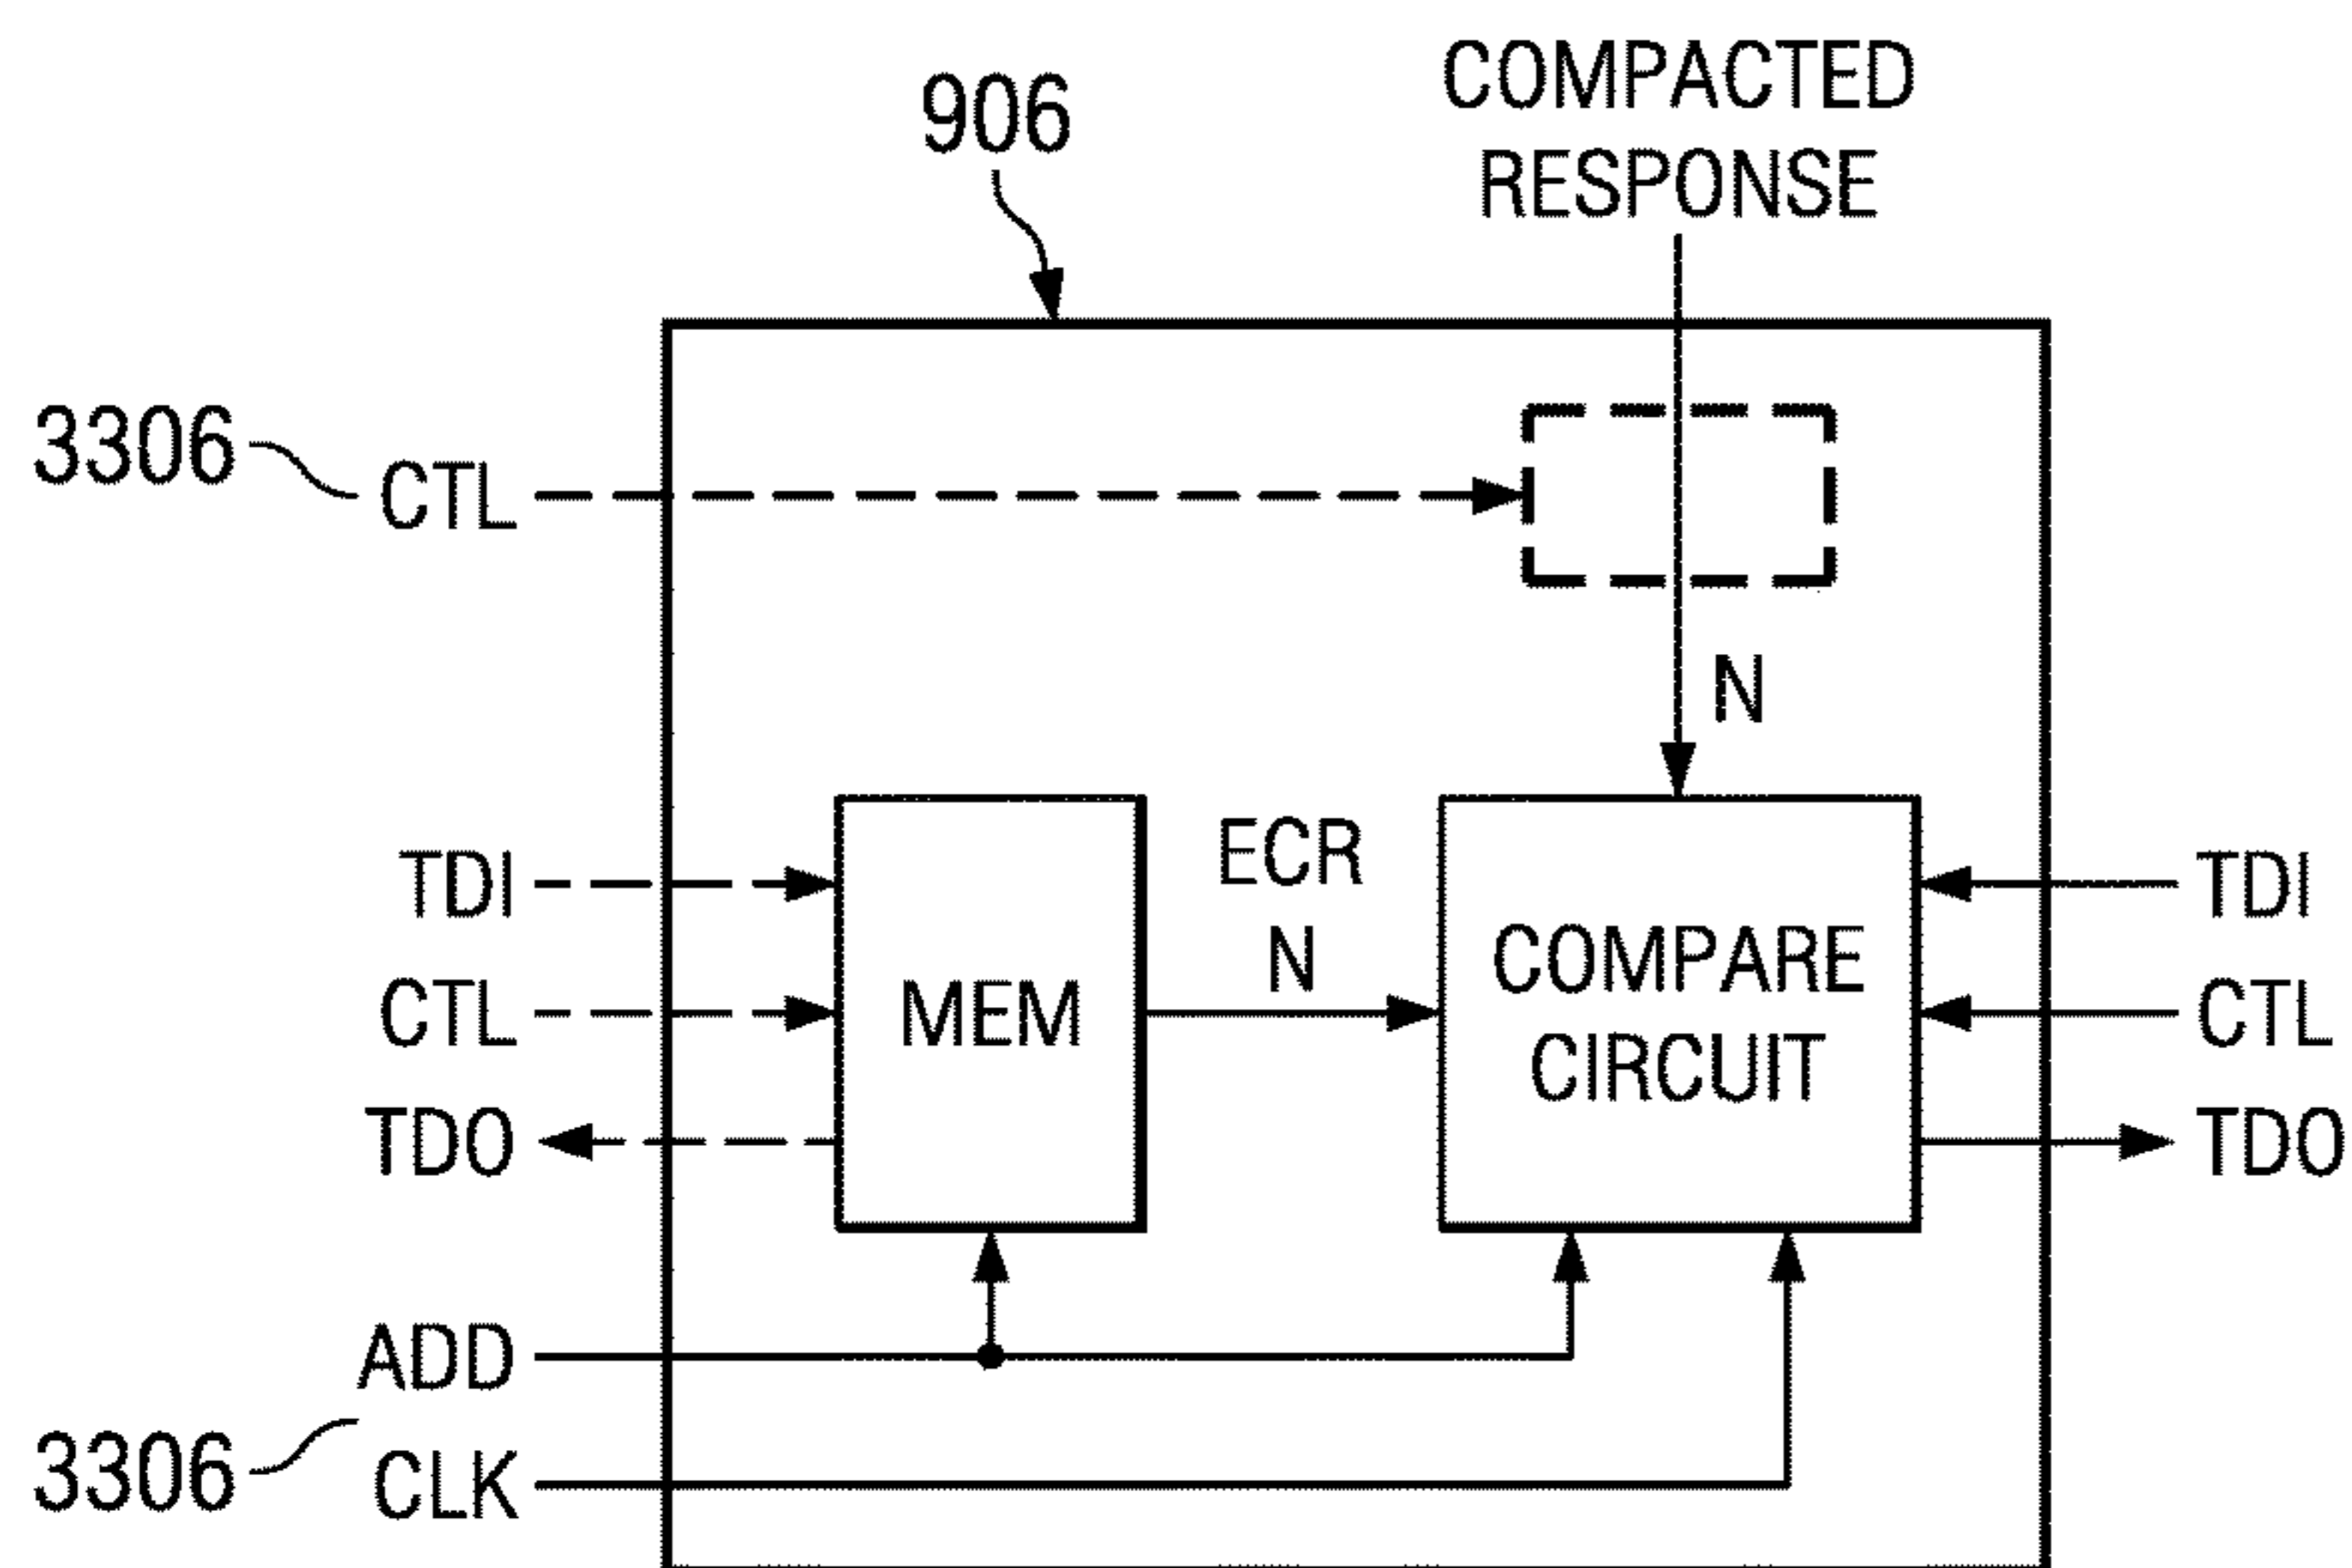 COMPACTED
RESPONSE
906
3306
CTL
N
TDI
CTL
TDO
MEM
ECR
N
COMPARE
CIRCUIT
TDI
CTL
TDO
ADD
3306
CLK